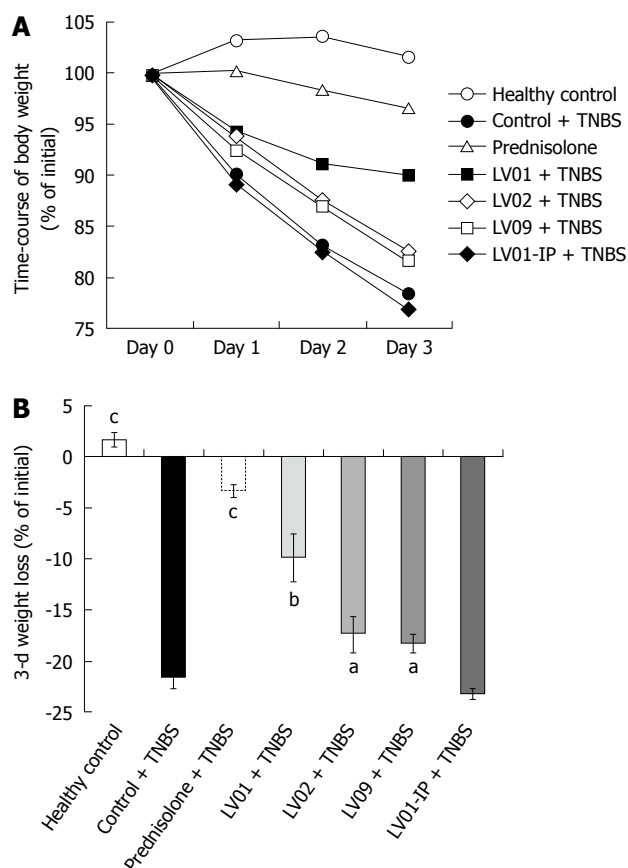 A
Time-course of body weight
(% of initial)
105
100
95
90
85
80
75
Day 0 Day 1 Day 2 Day 3
Healthy control
Control + TNBS
Prednisolone
LV01 + TNBS
LV02 + TNBS
LV09 + TNBS
LV01-IP + TNBS
B
3-d weight loss (% of initial)
5
0
-5
-10
-15
-20
-25
c
c
b
a
a
Healthy control
Control + TNBS
Prednisolone + TNBS
LV01 + TNBS
LV02 + TNBS
LV09 + TNBS
LV01-IP + TNBS